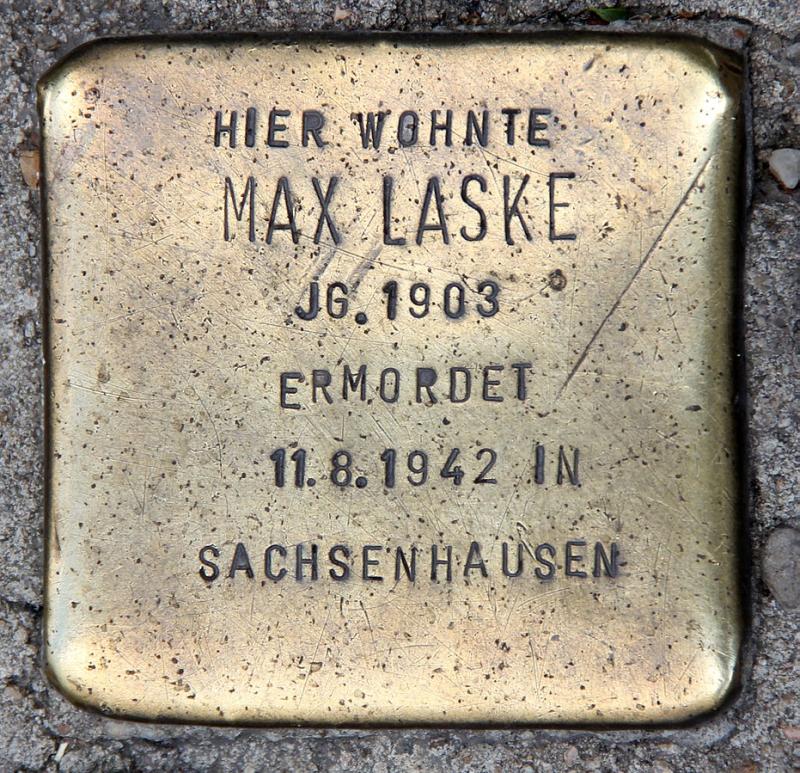 HIER WOHNTE
MAX LASKE
JG. 1903
ERMORDET
11.8.1942 IN
SACHSENHAUSEN